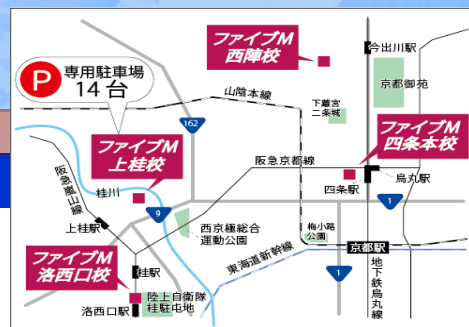 ファイブM
西陣校
今出川駅
京都御苑
P
専用駐車場
14台
山陰本線
下離宮
二条城
162
ファイブM
四条本校
ファイブM
上桂校
阪急京都線
烏丸駅
四条駅
阪急嵐山線
桂川
9
1
上桂駅
西京極総合
運動公園
梅小路
公園
京都駅
ファイブM
洛西口校
桂駅
東海道新幹線
1
地下鉄烏丸線
陸上自衛隊
桂駐屯地
洛西口駅